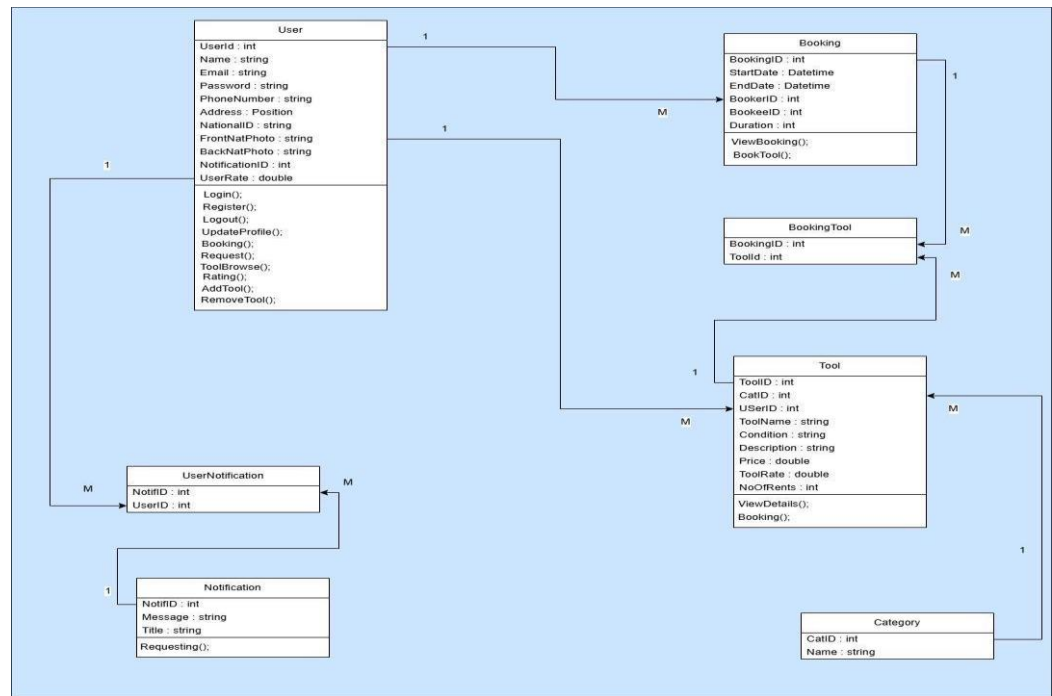 User
UserId : int
Name : string
Email : string
Password : string
PhoneNumber : string
Address : Position
NationalID : string
FrontNatPhoto : string
BackNatPhoto : string
NotificationID : int
UserRate : double
Login();
Register();
Logout();
UpdateProfile();
Booking();
Request();
ToolBrowse();
Rating();
AddTool();
RemoveTool();
1
M
1
M
1
M
Booking
BookingID : int
StartDate : Datetime
EndDate : Datetime
BookerID : int
BookeeID : int
Duration : int
ViewBooking();
BookTool();
1
M
BookingTool
BookingID : int
ToolId : int
M
1
Tool
ToolID : int
CatID : int
USerID : int
ToolName : string
Condition : string
Description : string
Price : double
ToolRate : double
NoOfRents : int
ViewDetails();
Booking();
M
1
UserNotification
NotifID : int
UserID : int
M
1
Notification
NotifID : int
Message : string
Title : string
Requesting();
Category
CatID : int
Name : string